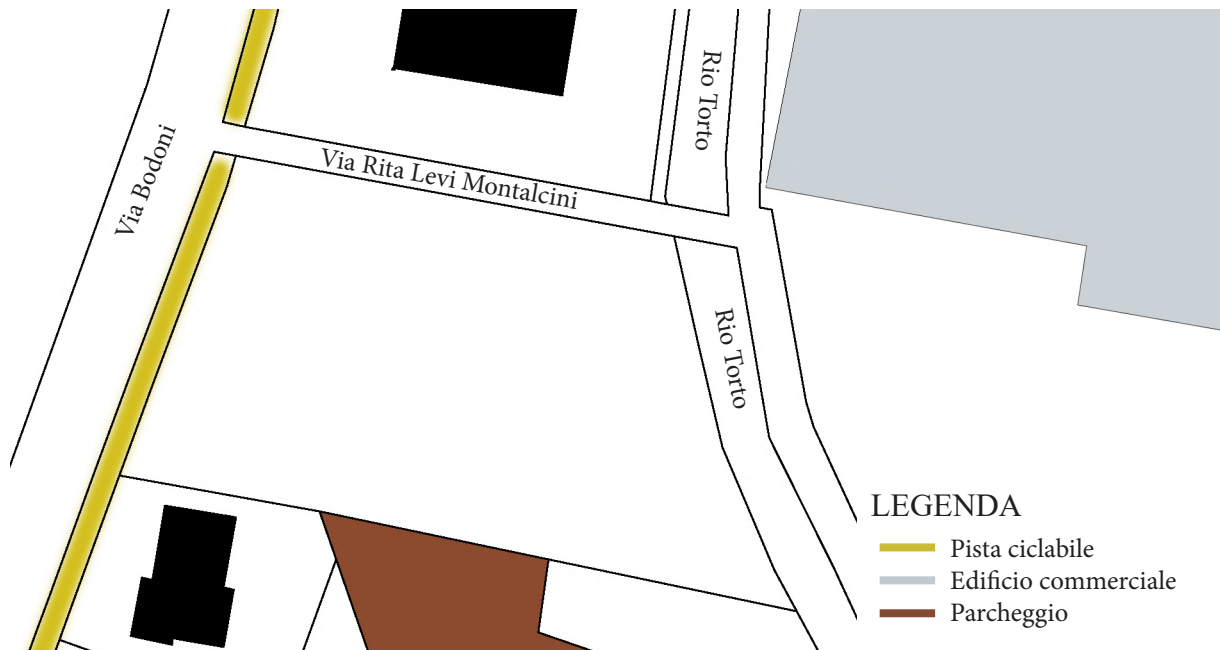 Rio Torto
Via Bodoni
Via Rita Levi Montalcini
Rio Torto
LEGENDA
Pista ciclabile
Edificio commerciale
Parcheggio